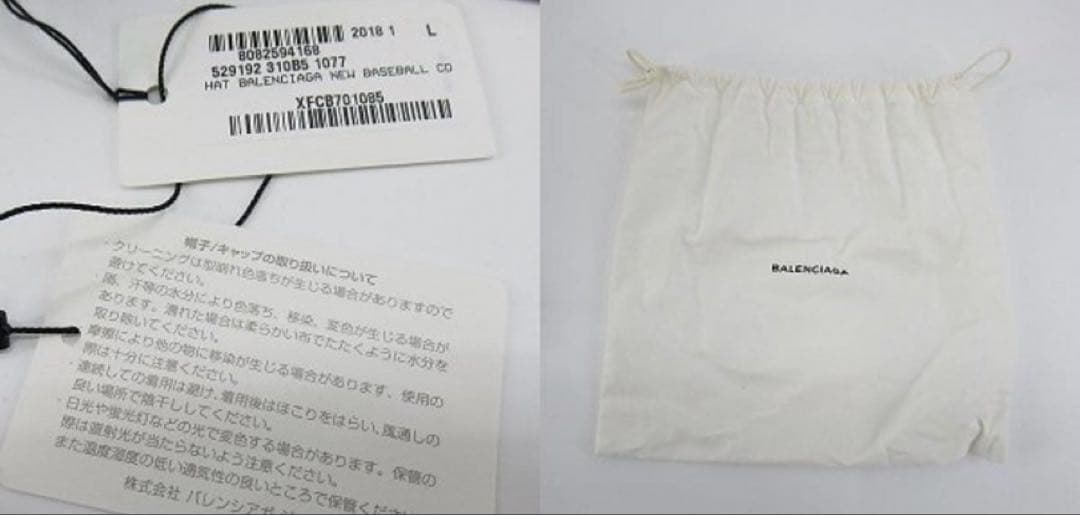 2018 1 L
8082594168
529192 310B5 1077
HAT BALENCIAGA NEW BASEBALL CO
XFCB701085
帽子/キャップの取り扱いについて
・クリーニングは型崩れ色落ちが生じる場合がありますので
避けてください。
・雨、汗等の水分により色落ち、移染、変色が生じる場合が
あります。濡れた場合は柔らかい布でたたくように水分を
取り除いてください。
・摩擦により他の物に移染が生じる場合があります、使用の
際は十分に注意ください。
・連続しての着用は避け、着用後はほこりをはらい、風通しの
良い場所で陰干ししてください。
・日光や蛍光灯などの光で変色する場合があります。保管の
際は直射光が当たらないよう注意ください。
また温度湿度の低い通気性の良いところで保管くださ
株式会社 バレンシアガ
BALENCIAGA